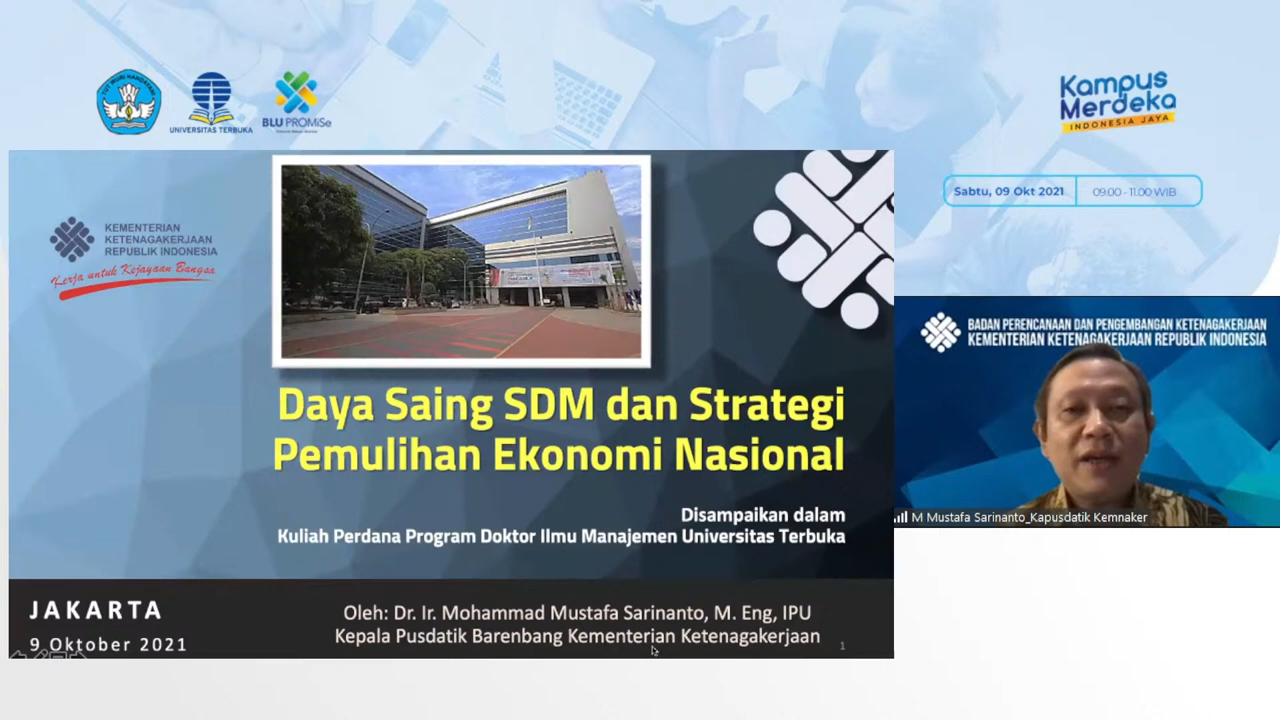 TUT WURI HANDAYANI
UNIVERSITAS TERBUKA
BLU PROMiSe
Kampus
Merdeka
INDONESIA JAYA
Sabtu, 09 Okt 2021
09.00 - 11.00 WIB
KEMENTERIAN
KETENAGAKERJAAN
REPUBLIK INDONESIA
Kerja untuk Kejayaan Bangsa
Daya Saing SDM dan Strategi
Pemulihan Ekonomi Nasional
Disampaikan dalam
Kuliah Perdana Program Doktor Ilmu Manajemen Universitas Terbuka
JAKARTA
9 Oktober 2021
Oleh: Dr. Ir. Mohammad Mustafa Sarinanto, M. Eng, IPU
Kepala Pusdatik Barenbang Kementerian Ketenagakerjaan
1
BADAN PERENCANAAN DAN PENGEMBANGAN KETENAGAKERJAAN
KEMENTERIAN KETENAGAKERJAAN REPUBLIK INDONESIA
M Mustafa Sarinanto_Kapusdatik Kemnaker